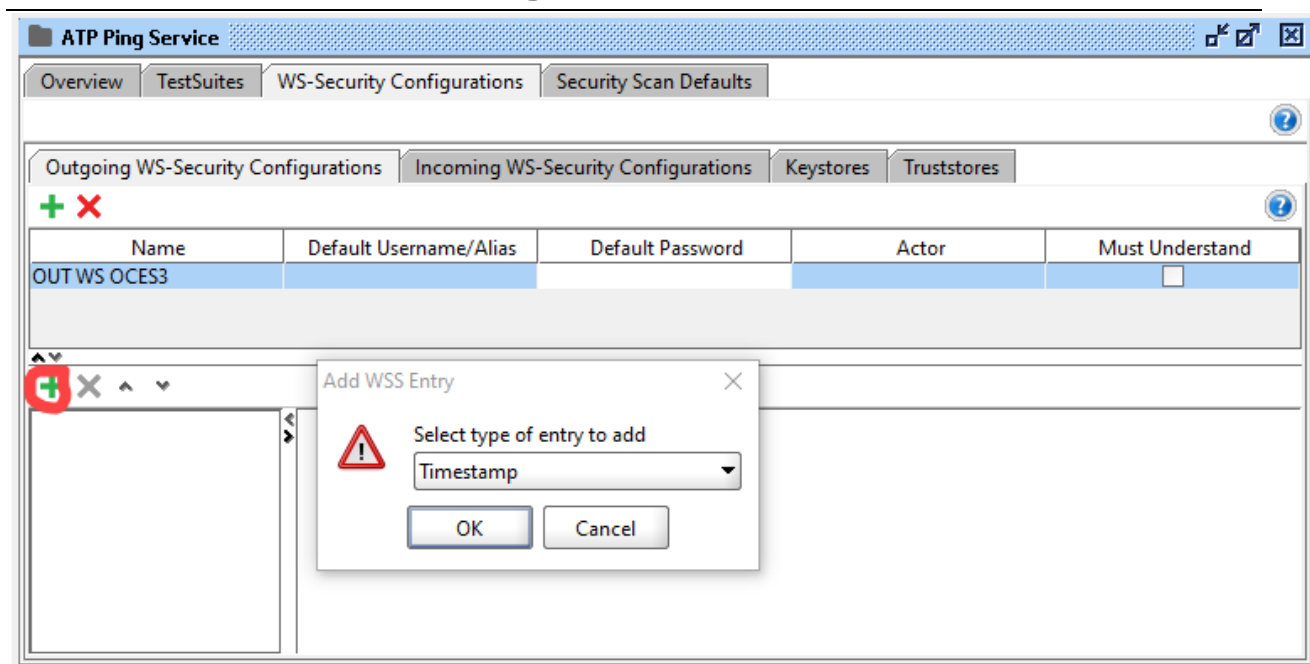 ATP Ping Service
Overview TestSuites WS-Security Configurations Security Scan Defaults
Outgoing WS-Security Configurations Incoming WS-Security Configurations Keystores Truststores
Name Default Username/Alias Default Password Actor Must Understand
OUT WS OCES3
Add WSS Entry
Select type of entry to add
Timestamp
OK Cancel